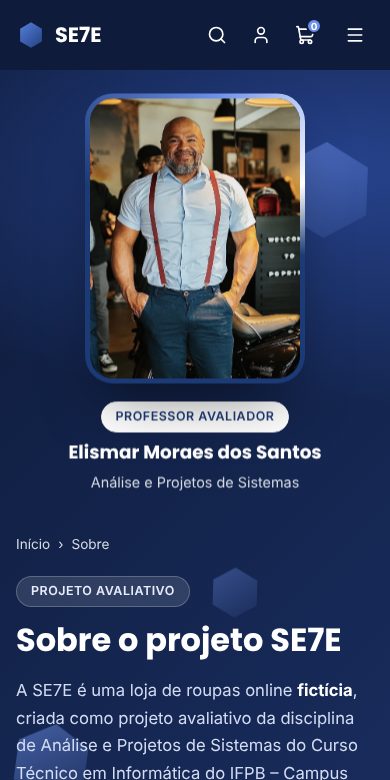 SE7E
0
WELCOM
TO
PROFESSOR AVALIADOR
Elismar Moraes dos Santos
Análise e Projetos de Sistemas
Início › Sobre
PROJETO AVALIATIVO
Sobre o projeto SE7E
A SE7E é uma loja de roupas online fictícia,
criada como projeto avaliativo da disciplina
de Análise e Projetos de Sistemas do Curso
Técnico em Informática do IFPB – Campus